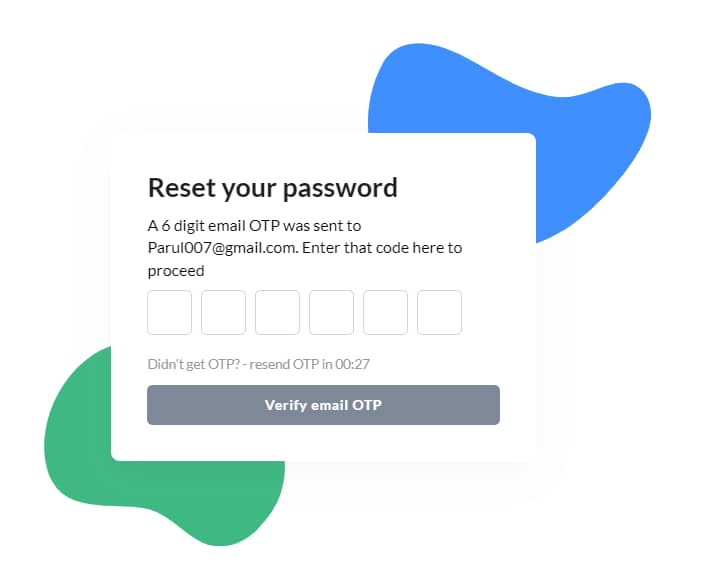 Reset your password
A 6 digit email OTP was sent to
Parul007@gmail.com. Enter that code here to
proceed
Didn't get OTP? - resend OTP in 00:27
Verify email OTP